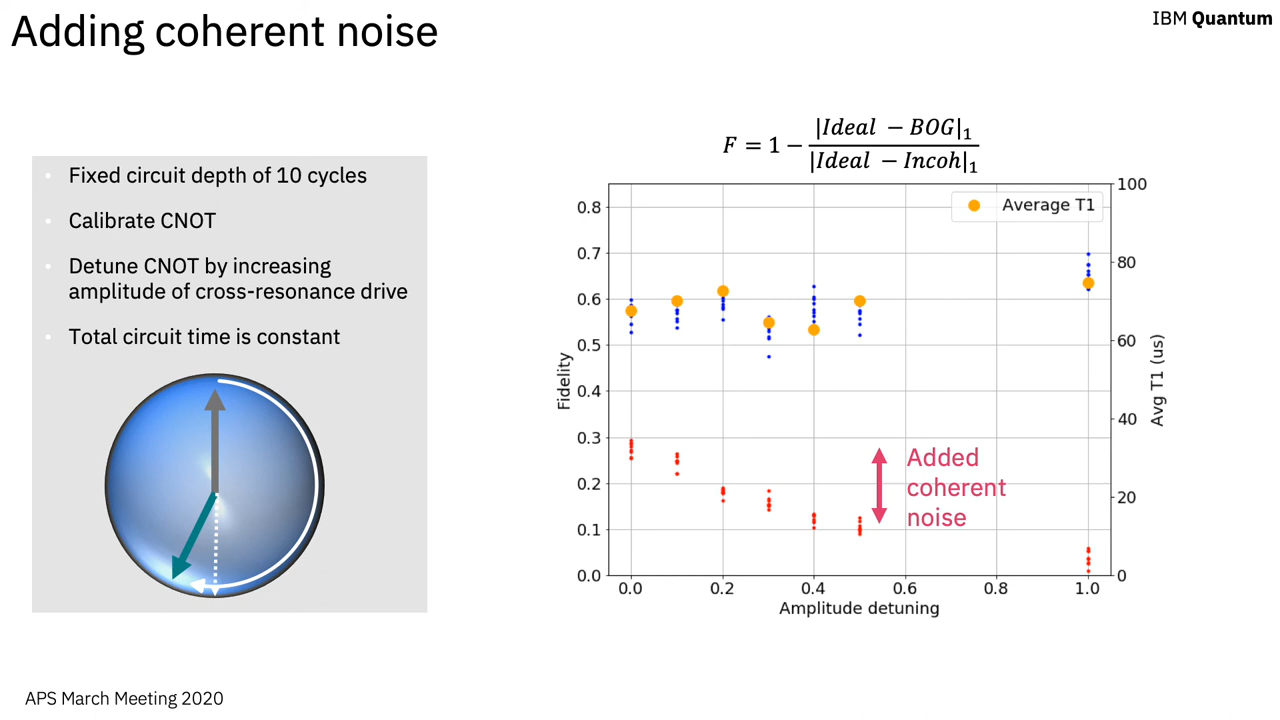 Adding coherent noise
IBM Quantum
• Fixed circuit depth of 10 cycles
• Calibrate CNOT
• Detune CNOT by increasing
amplitude of cross-resonance drive
• Total circuit time is constant
F = 1 − |Ideal − BOG|₁ / |Ideal − Incoh|₁
Average T1
Fidelity
0.8
0.7
0.6
0.5
0.4
0.3
0.2
0.1
0.0
100
80
60
40
20
0
Avg T1 (us)
0.0 0.2 0.4 0.6 0.8 1.0
Amplitude detuning
Added
coherent
noise
APS March Meeting 2020